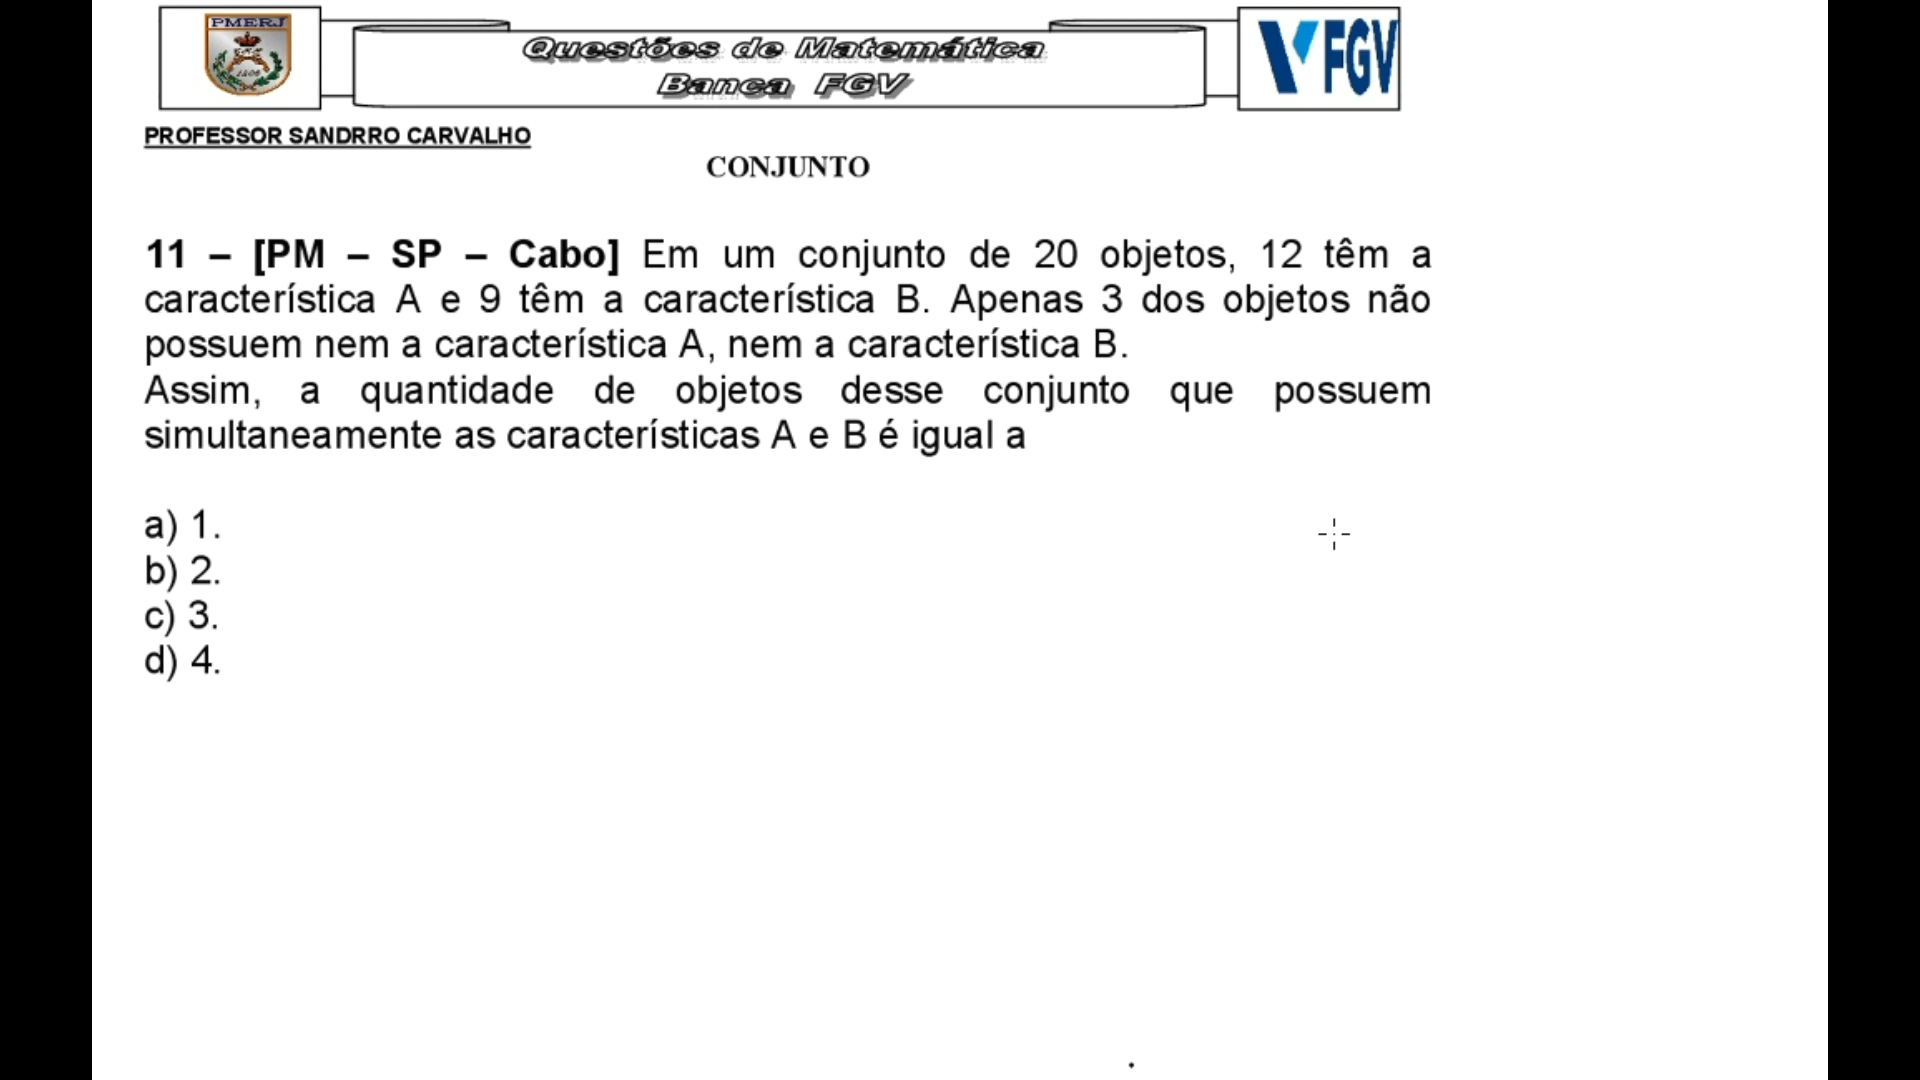 PMERJ
1809
Questões de Matemática
Banca FGV
FGV
PROFESSOR SANDRRO CARVALHO
CONJUNTO
11 – [PM – SP – Cabo] Em um conjunto de 20 objetos, 12 têm a
característica A e 9 têm a característica B. Apenas 3 dos objetos não
possuem nem a característica A, nem a característica B.
Assim, a quantidade de objetos desse conjunto que possuem
simultaneamente as características A e B é igual a
a) 1.
b) 2.
c) 3.
d) 4.